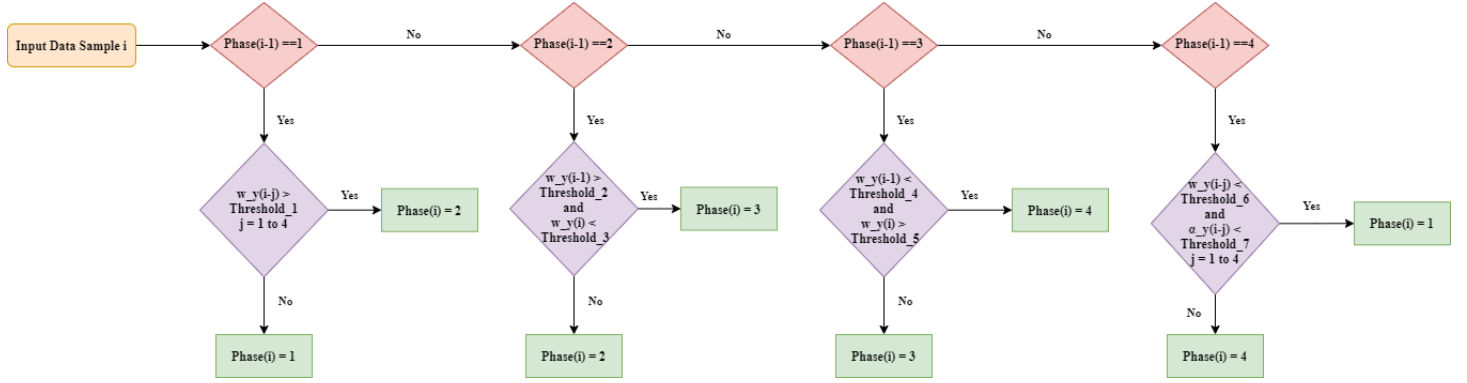 Input Data Sample i
Phase(i-1) ==1
No
Phase(i-1) ==2
No
Phase(i-1) ==3
No
Phase(i-1) ==4
Yes
Yes
Yes
Yes
w_y(i-j) >
Threshold_1
j = 1 to 4
Yes
Phase(i) = 2
w_y(i-1) >
Threshold_2
and
w_y(i) <
Threshold_3
Yes
Phase(i) = 3
w_y(i-1) <
Threshold_4
and
w_y(i) >
Threshold_5
Yes
Phase(i) = 4
w_y(i-j) <
Threshold_6
and
α_y(i-j) <
Threshold_7
j = 1 to 4
Yes
Phase(i) = 1
No
No
No
No
Phase(i) = 1
Phase(i) = 2
Phase(i) = 3
Phase(i) = 4